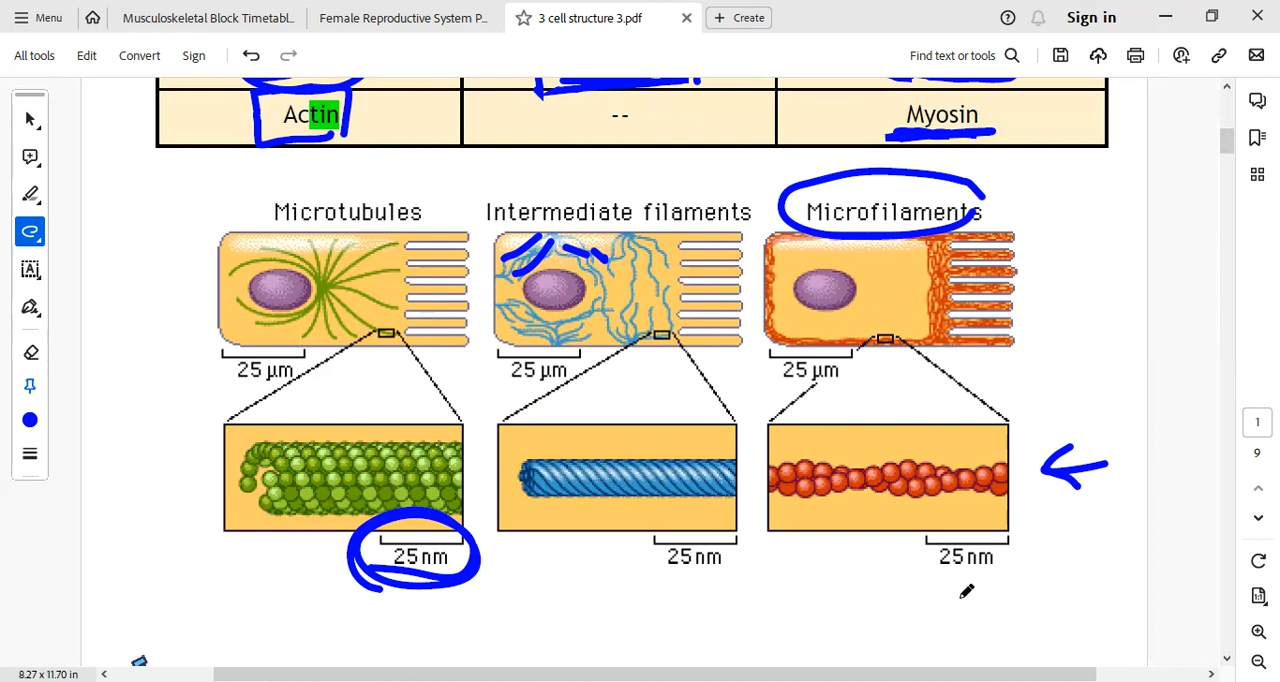 Menu Musculoskeletal Block Timetabl... Female Reproductive System P... 3 cell structure 3.pdf Create Sign in
All tools Edit Convert Sign Find text or tools
Actin -- Myosin
Microtubules Intermediate filaments Microfilaments
25 μm 25 μm 25 μm
1
9
25 nm 25 nm 25 nm
8.27 x 11.70 in